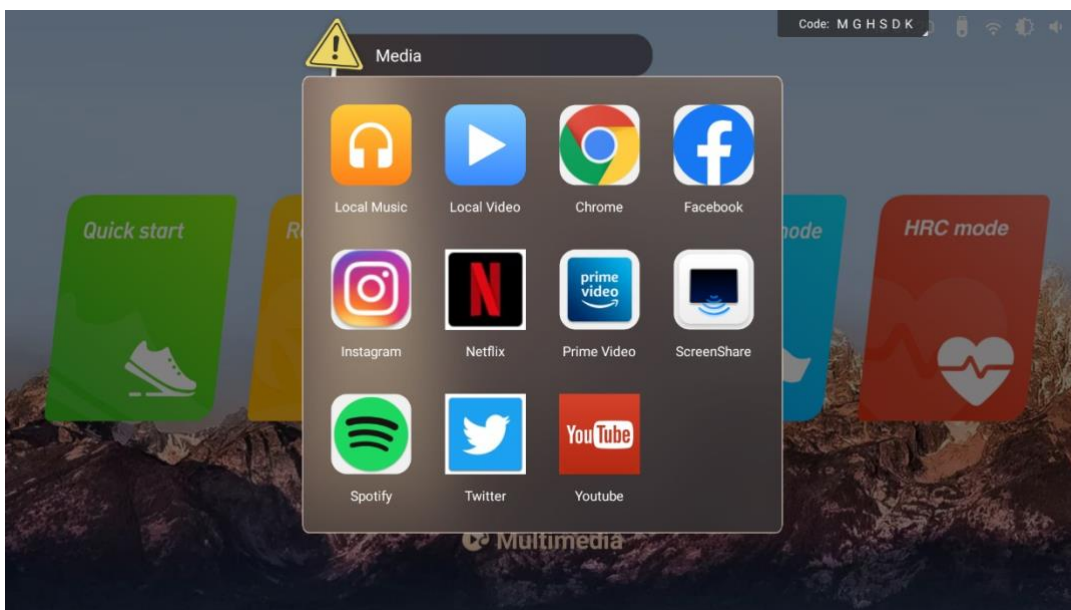 Code: M G H S D K
Media
Local Music
Local Video
Chrome
Facebook
Quick start
R
node
HRC mode
prime
video
Instagram
Netflix
Prime Video
ScreenShare
You Tube
Spotify
Twitter
Youtube
Multimedia